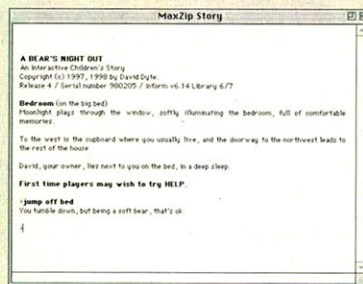 MaxZip Story
A BEAR'S NIGHT OUT
An Interactive Children's Story
Copyright (c) 1997, 1998 by David Dyte.
Release 4 / Serial number 980205 / Inform v6.14 Library 6/7
Bedroom (on the big bed)
Moonlight plays through the window, softly illuminating the bedroom, full of comfortable
memories.
To the west is the cupboard where you usually live, and the doorway to the northwest leads to
the rest of the house
David, your owner, lies next to you on the bed, in a deep sleep.
First time players may wish to try HELP.
>jump off bed
You tumble down, but being a soft bear, that's ok.